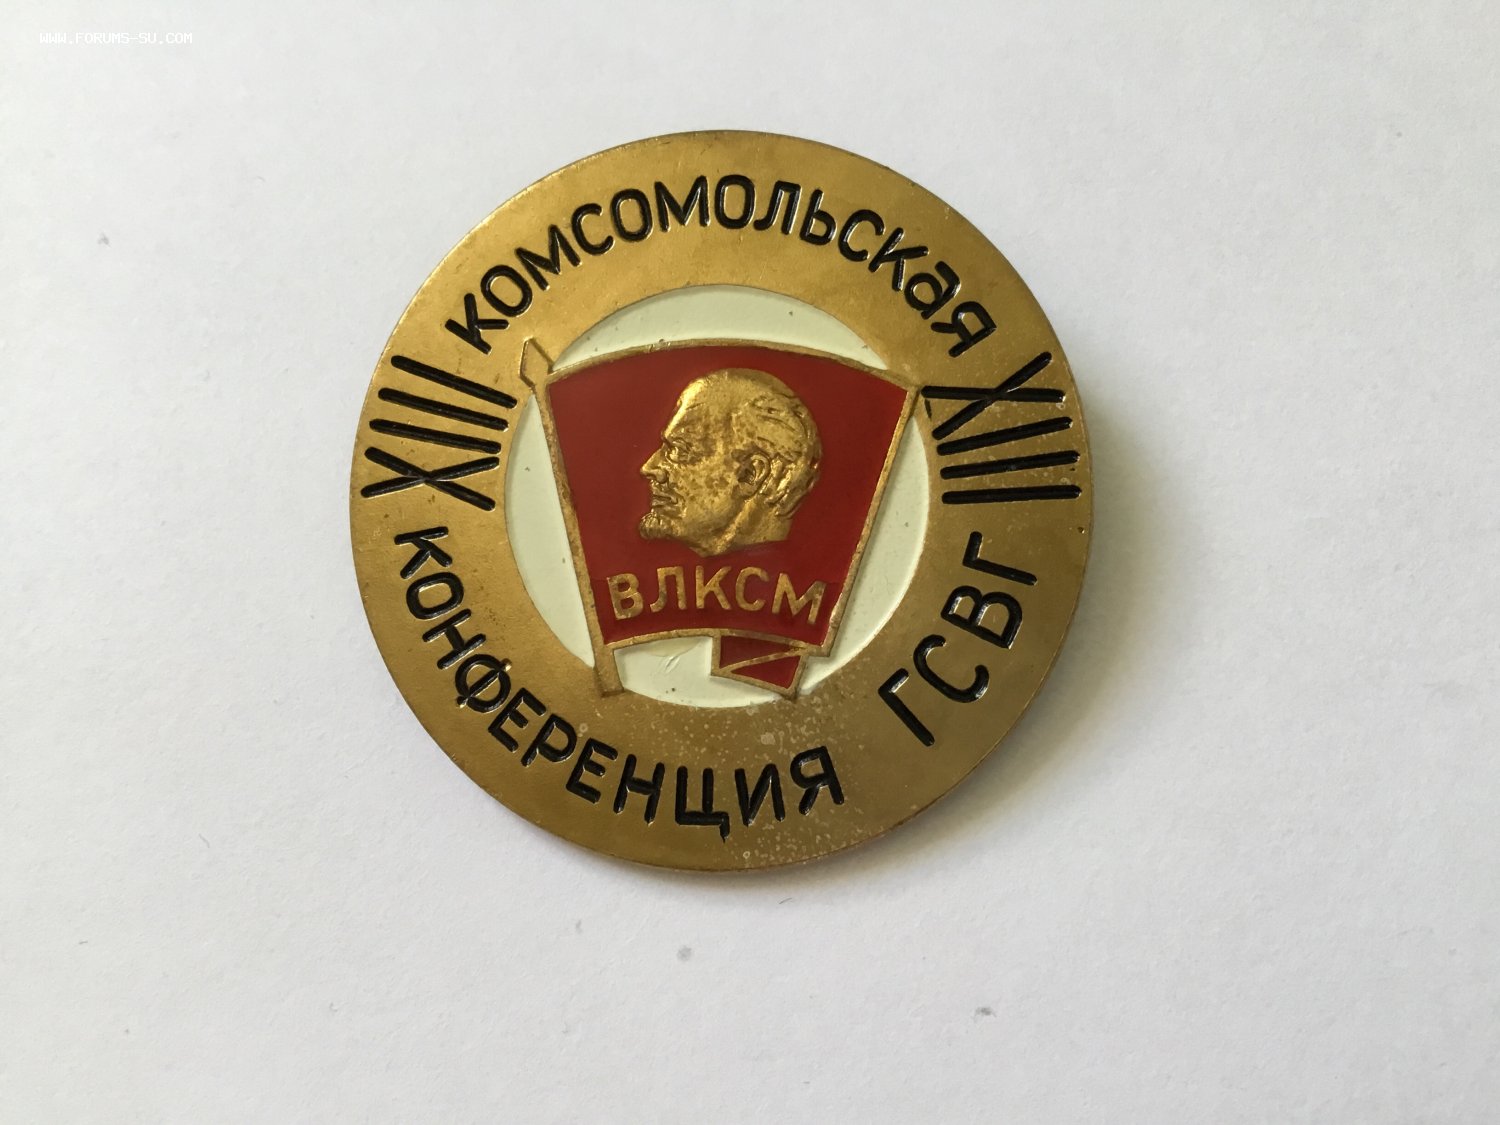 WWW.FORUMS-SU.COM
XIII КОМСОМОЛЬСКАЯ XIII
ВЛКСМ
КОНФЕРЕНЦИЯ ГСВГ